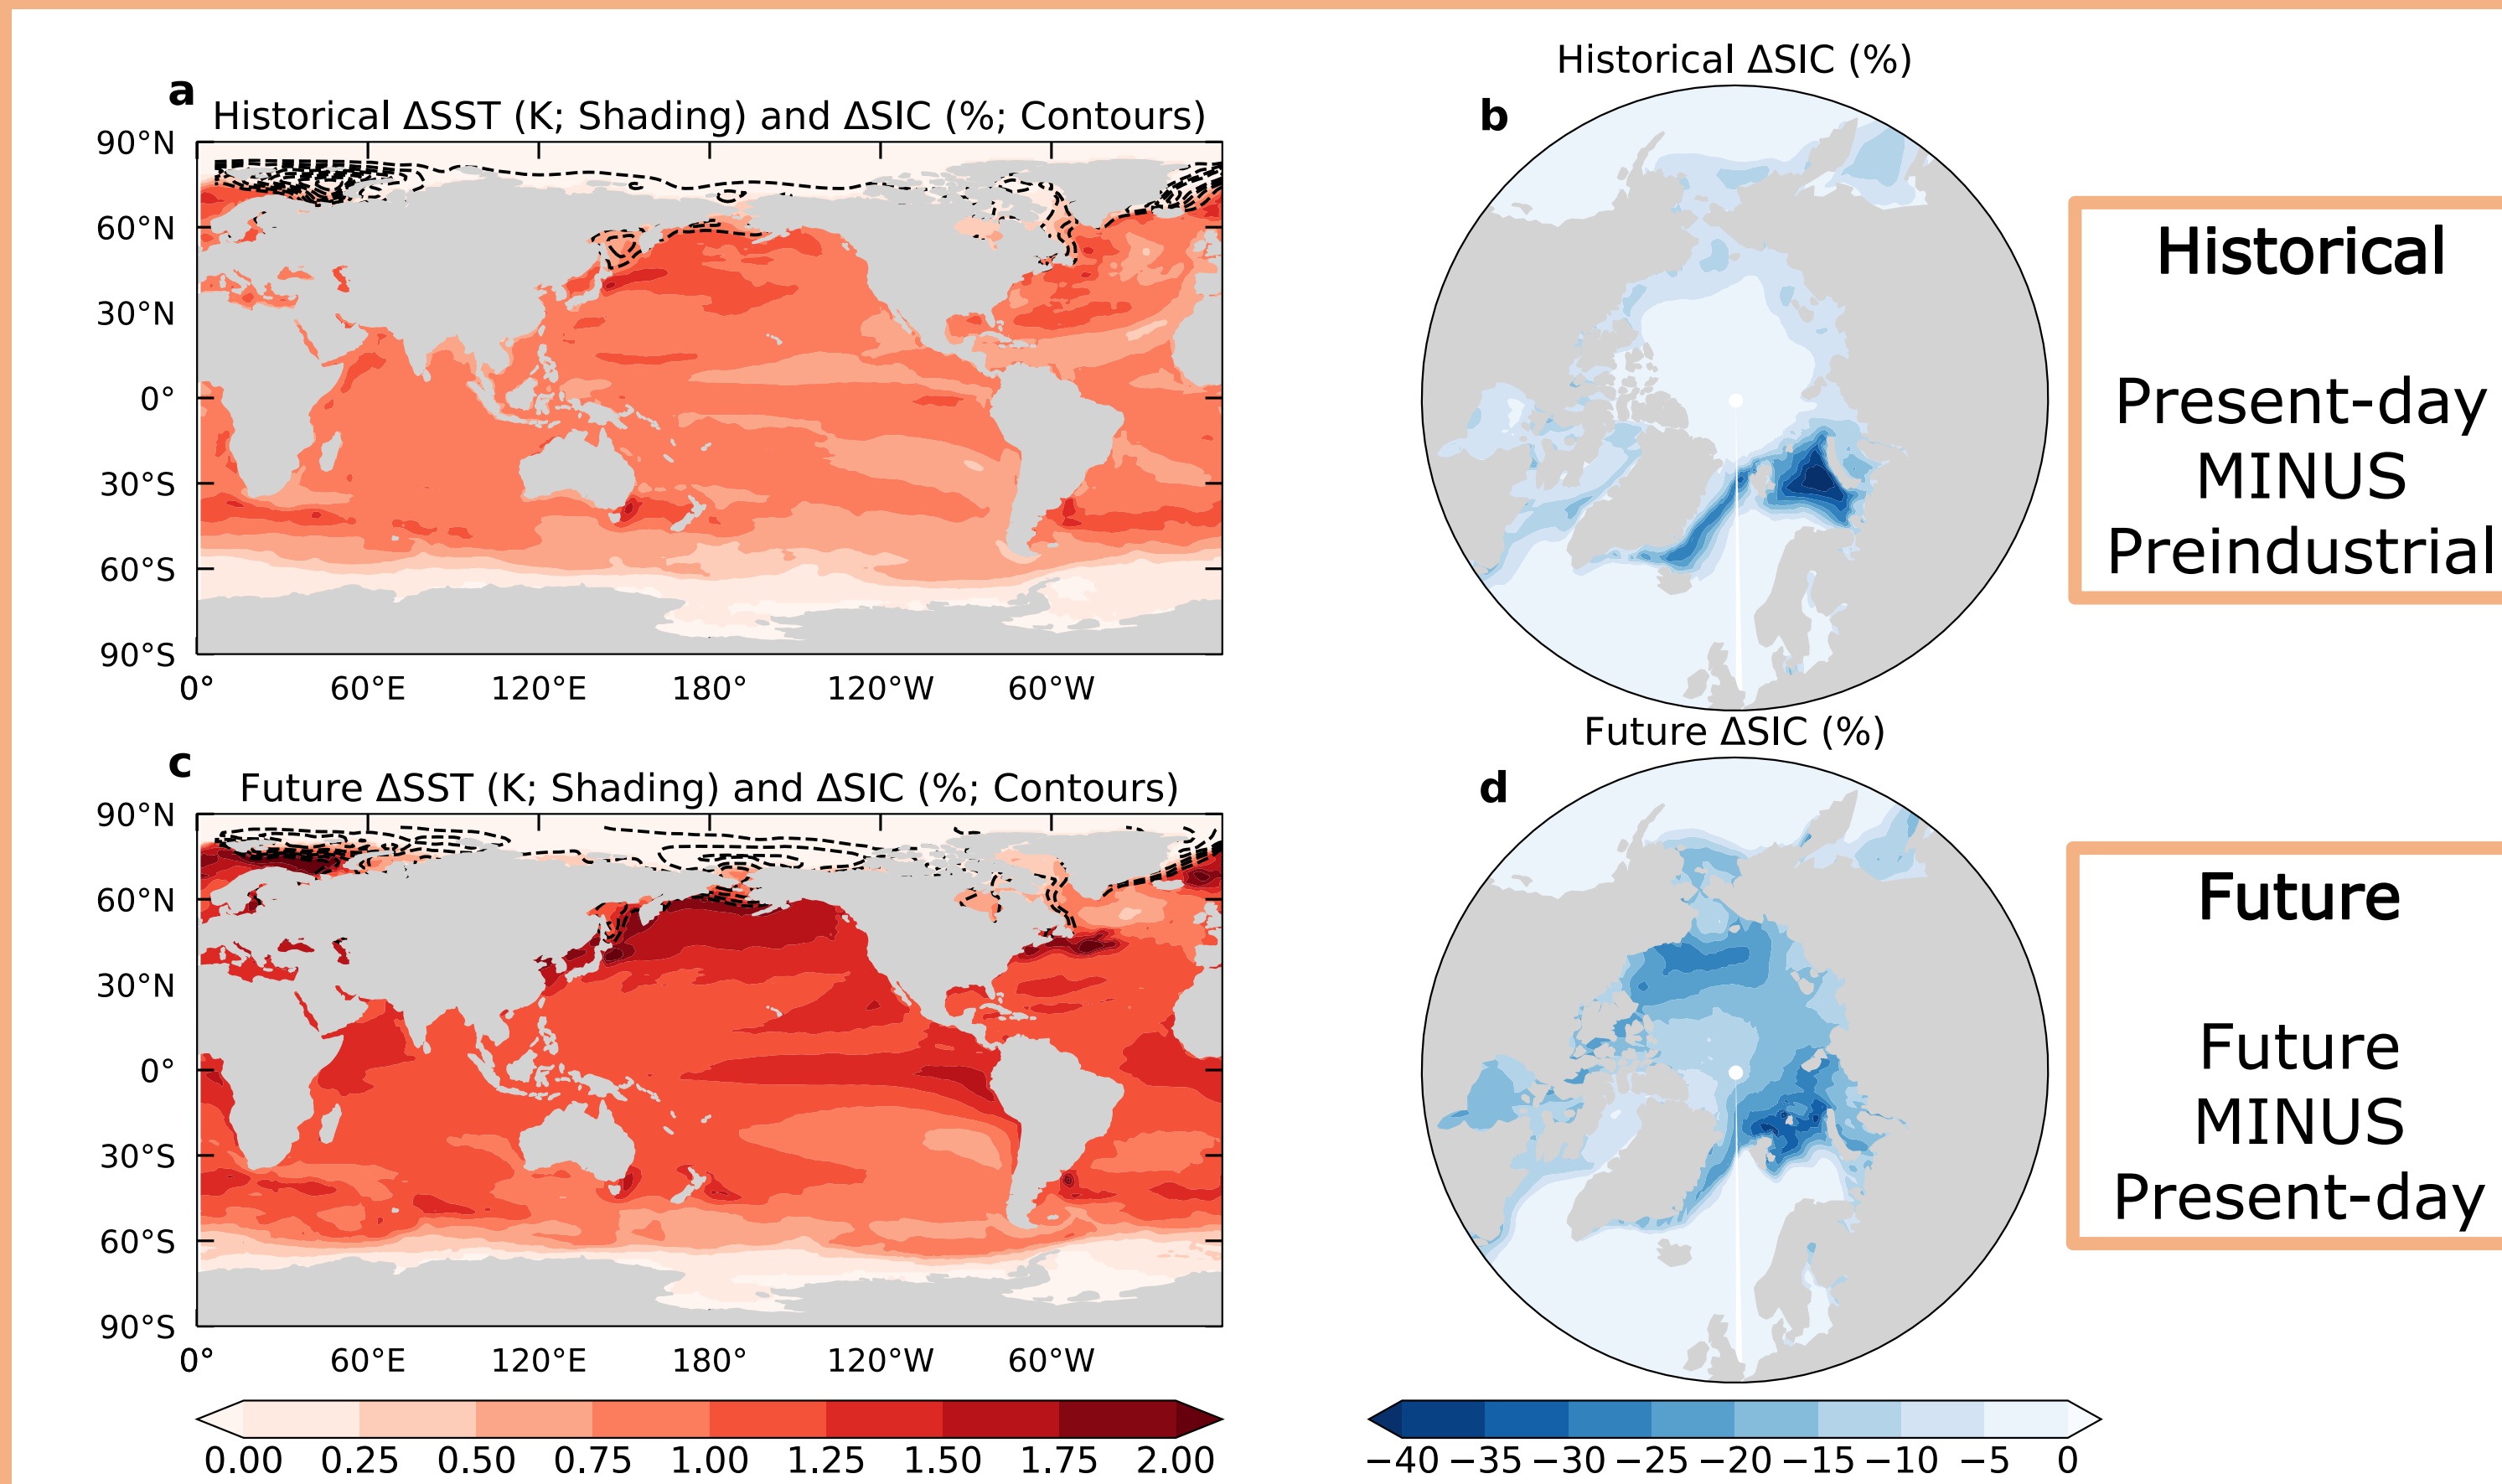 a
Historical ΔSST (K; Shading) and ΔSIC (%; Contours)
90°N
60°N
30°N
0°
30°S
60°S
90°S
0° 60°E 120°E 180° 120°W 60°W
Historical ΔSIC (%)
b
Historical
Present-day
MINUS
Preindustrial
c
Future ΔSST (K; Shading) and ΔSIC (%; Contours)
90°N
60°N
30°N
0°
30°S
60°S
90°S
0° 60°E 120°E 180° 120°W 60°W
0.00 0.25 0.50 0.75 1.00 1.25 1.50 1.75 2.00
Future ΔSIC (%)
d
−40 −35 −30 −25 −20 −15 −10 −5 0
Future
Future
MINUS
Present-day